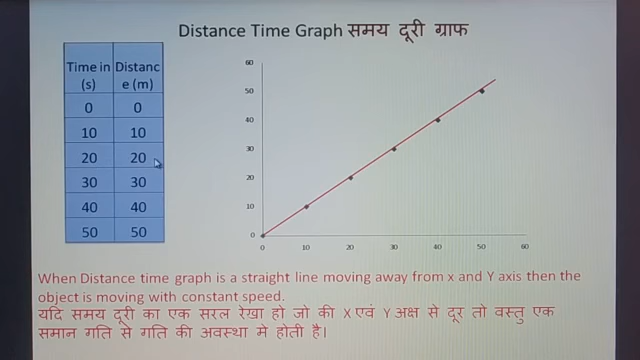 Distance Time Graph समय दूरी ग्राफ
Time in (s) Distanc e (m)
0 0
10 10
20 20
30 30
40 40
50 50
60
50
40
30
20
10
0
0 10 20 30 40 50 60
When Distance time graph is a straight line moving away from x and Y axis then the
object is moving with constant speed.
यदि समय दूरी का एक सरल रेखा हो जो की X एवं Y अक्ष से दूर तो वस्तु एक
समान गति से गति की अवस्था मे होती है।